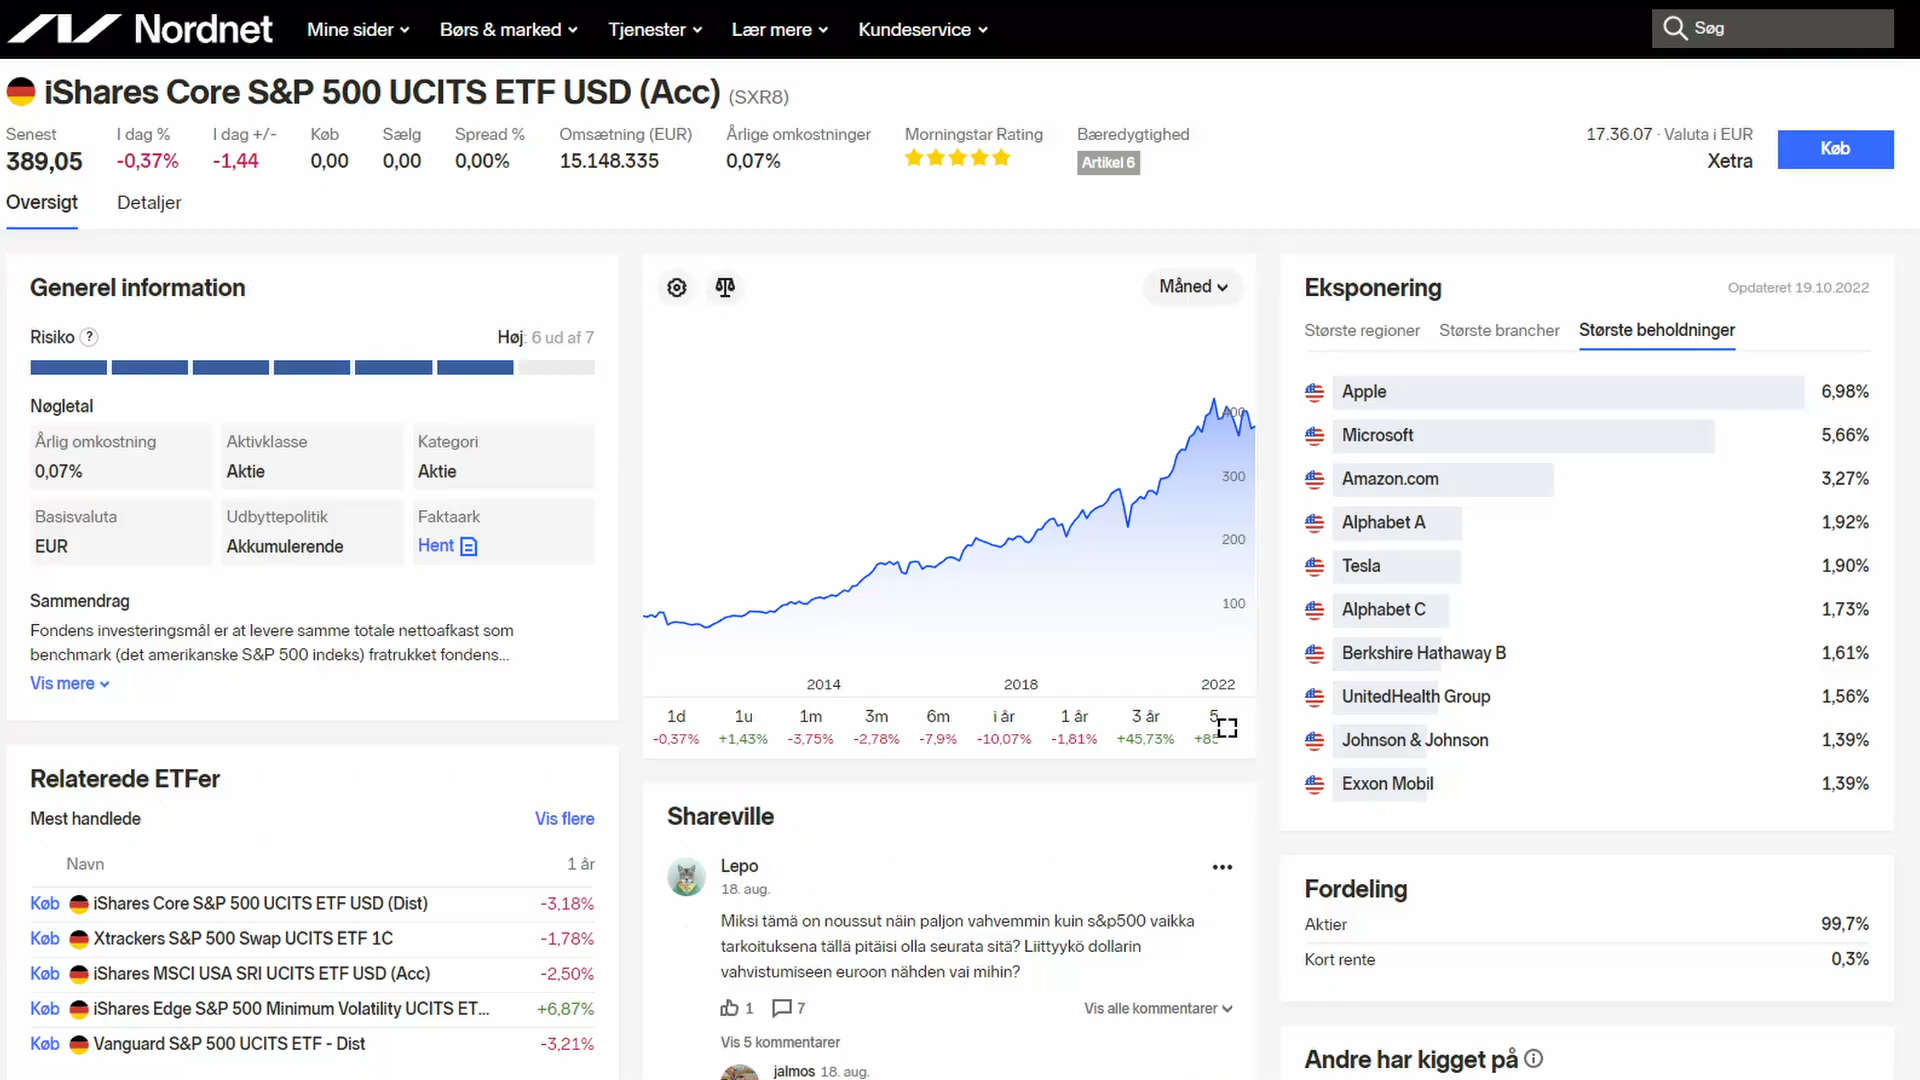 Nordnet
Mine sider
Børs & marked
Tjenester
Lær mere
Kundeservice
Søg
iShares Core S&P 500 UCITS ETF USD (Acc) (SXR8)
Senest
389,05
I dag %
-0,37%
I dag +/-
-1,44
Køb
0,00
Sælg
0,00
Spread %
0,00%
Omsætning (EUR)
15.148.335
Årlige omkostninger
0,07%
Morningstar Rating
Bæredygtighed
Artikel 6
17.36.07 · Valuta i EUR
Xetra
Køb
Oversigt
Detaljer
Generel information
Risiko ?
Høj: 6 ud af 7
Nøgletal
Årlig omkostning
0,07%
Aktivklasse
Aktie
Kategori
Aktie
Basisvaluta
EUR
Udbyttepolitik
Akkumulerende
Faktaark
Hent
Sammendrag
Fondens investeringsmål er at levere samme totale nettoafkast som
benchmark (det amerikanske S&P 500 indeks) fratrukket fondens...
Vis mere
Relaterede ETFer
Mest handlede
Vis flere
Navn
1 år
Køb iShares Core S&P 500 UCITS ETF USD (Dist) -3,18%
Køb Xtrackers S&P 500 Swap UCITS ETF 1C -1,78%
Køb iShares MSCI USA SRI UCITS ETF USD (Acc) -2,50%
Køb iShares Edge S&P 500 Minimum Volatility UCITS ET... +6,87%
Køb Vanguard S&P 500 UCITS ETF - Dist -3,21%
Måned
400
300
200
100
2014
2018
2022
1d
-0,37%
1u
+1,43%
1m
-3,75%
3m
-2,78%
6m
-7,9%
i år
-10,07%
1 år
-1,81%
3 år
+45,73%
5
+85
Shareville
Lepo
18. aug.
Miksi tämä on noussut näin paljon vahvemmin kuin s&p500 vaikka
tarkoituksena tällä pitäisi olla seurata sitä? Liittyykö dollarin
vahvistumiseen euroon nähden vai mihin?
1
7
Vis alle kommentarer
Vis 5 kommentarer
jalmos 18. aug.
Eksponering
Opdateret 19.10.2022
Største regioner
Største brancher
Største beholdninger
Apple 6,98%
Microsoft 5,66%
Amazon.com 3,27%
Alphabet A 1,92%
Tesla 1,90%
Alphabet C 1,73%
Berkshire Hathaway B 1,61%
UnitedHealth Group 1,56%
Johnson & Johnson 1,39%
Exxon Mobil 1,39%
Fordeling
Aktier 99,7%
Kort rente 0,3%
Andre har kigget på